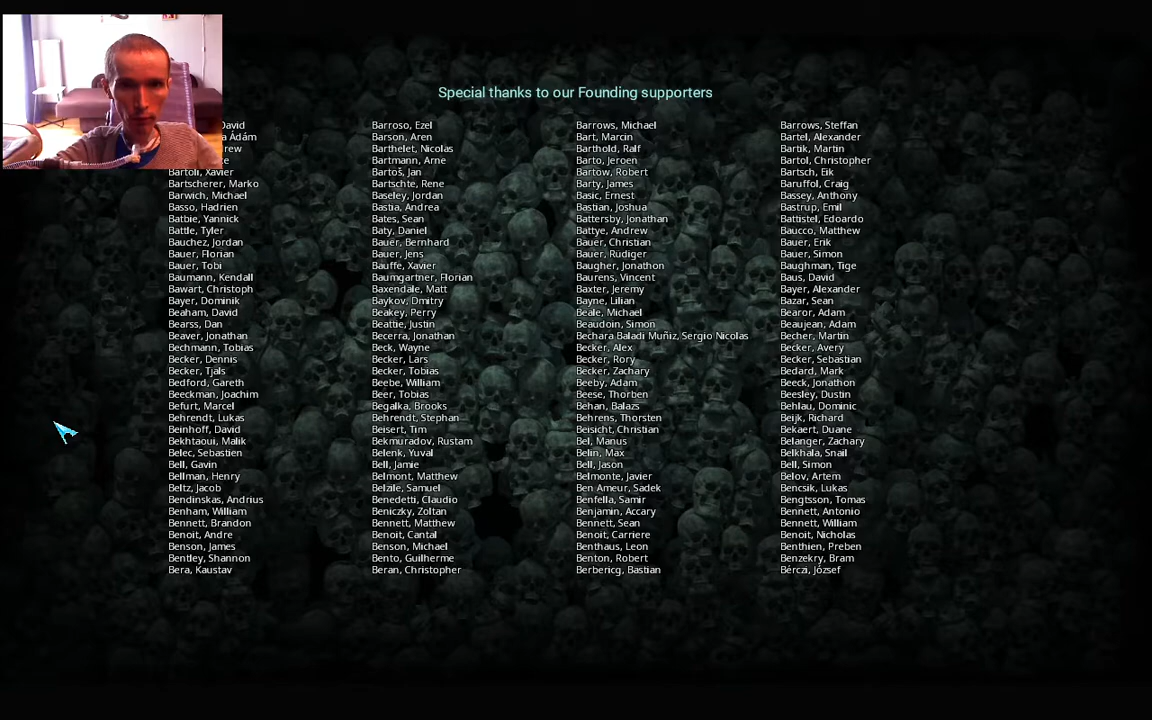 Special thanks to our Founding supporters
David Barroso, Ezel Barrows, Michael Barrows, Steffan
Ádám Barson, Aren Bart, Marcin Bartel, Alexander
Barthelet, Nicolas Barthold, Ralf Bartik, Martin
Bartmann, Arne Barto, Jeroen Bartol, Christopher
Bartoli, Xavier Bartoš, Jan Bartow, Robert Bartsch, Eik
Bartscherer, Marko Bartschte, Rene Barty, James Baruffol, Craig
Barwich, Michael Baseley, Jordan Basic, Ernest Bassey, Anthony
Basso, Hadrien Bastia, Andrea Bastian, Joshua Bastrup, Emil
Batbie, Yannick Bates, Sean Battersby, Jonathan Battistel, Edoardo
Battle, Tyler Baty, Daniel Battye, Andrew Baucco, Matthew
Bauchez, Jordan Bauer, Bernhard Bauer, Christian Bauer, Erik
Bauer, Florian Bauer, Jens Bauer, Rüdiger Bauer, Simon
Bauer, Tobi Bauffe, Xavier Baugher, Jonathon Baughman, Tige
Baumann, Kendall Baumgartner, Florian Baurens, Vincent Baus, David
Bawart, Christoph Baxendale, Matt Baxter, Jeremy Bayer, Alexander
Bayer, Dominik Baykov, Dmitry Bayne, Lilian Bazar, Sean
Beaham, David Beakey, Perry Beale, Michael Bearor, Adam
Bearss, Dan Beattie, Justin Beaudoin, Simon Beaujean, Adam
Beaver, Jonathan Becerra, Jonathan Bechara Baladi Muñiz, Sergio Nicolas Becher, Martin
Bechmann, Tobias Beck, Wayne Becker, Alex Becker, Avery
Becker, Dennis Becker, Lars Becker, Rory Becker, Sebastian
Becker, Tjals Becker, Tobias Becker, Zachary Bedard, Mark
Bedford, Gareth Beebe, William Beeby, Adam Beeck, Jonathon
Beeckman, Joachim Beer, Tobias Beese, Thorben Beesley, Dustin
Befurt, Marcel Begalka, Brooks Behan, Balazs Behlau, Dominic
Behrendt, Lukas Behrendt, Stephan Behrens, Thorsten Beijk, Richard
Beinhoff, David Beisert, Tim Beisicht, Christian Bekaert, Duane
Bekhtaoui, Malik Bekmuradov, Rustam Bel, Manus Belanger, Zachary
Belec, Sebastien Belenk, Yuval Belin, Max Belkhala, Snail
Bell, Gavin Bell, Jamie Bell, Jason Bell, Simon
Bellman, Henry Belmont, Matthew Belmonte, Javier Belov, Artem
Beltz, Jacob Belzile, Samuel Ben Ameur, Sadek Bencsik, Lukas
Bendinskas, Andrius Benedetti, Claudio Benfella, Samir Bengtsson, Tomas
Benham, William Beniczky, Zoltan Benjamin, Accary Bennett, Antonio
Bennett, Brandon Bennett, Matthew Bennett, Sean Bennett, William
Benoit, Andre Benoit, Cantal Benoit, Carriere Benoit, Nicholas
Benson, James Benson, Michael Benthaus, Leon Benthien, Preben
Bentley, Shannon Bento, Guilherme Benton, Robert Benzekry, Bram
Bera, Kaustav Beran, Christopher Berbericg, Bastian Bérczi, József